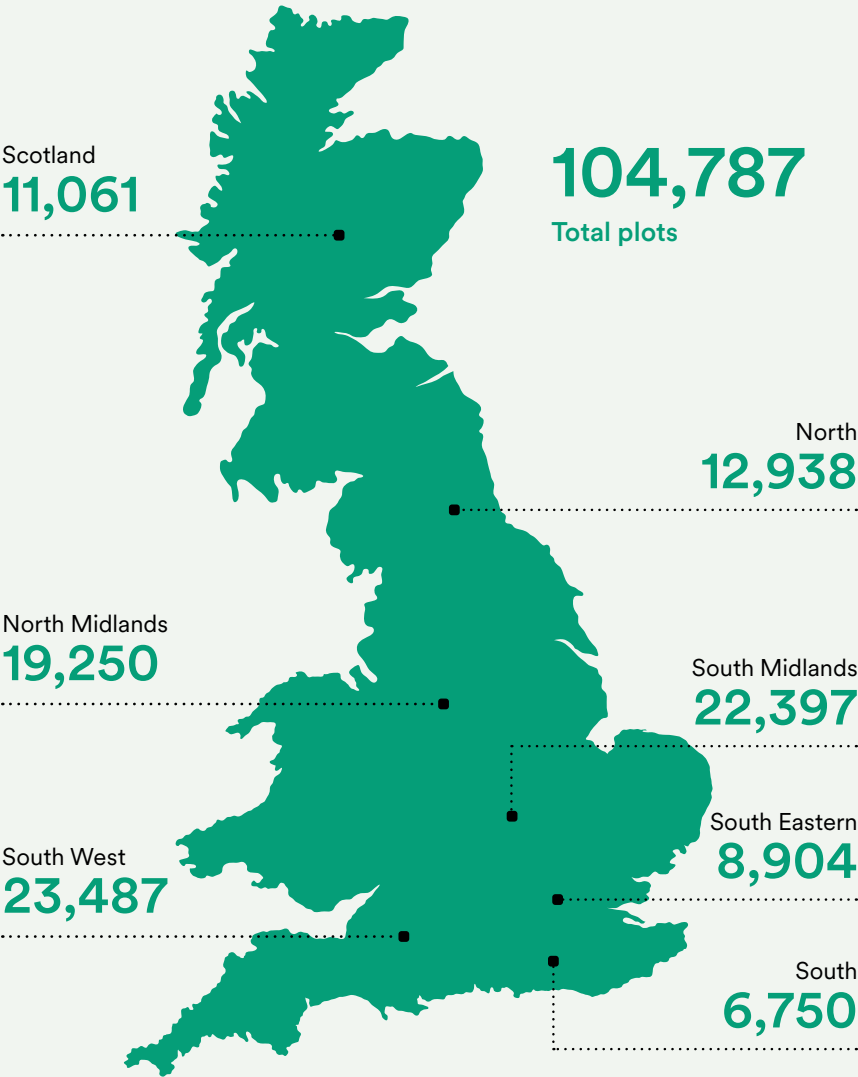 Scotland
11,061
104,787
Total plots
North
12,938
North Midlands
19,250
South Midlands
22,397
South Eastern
8,904
South West
23,487
South
6,750